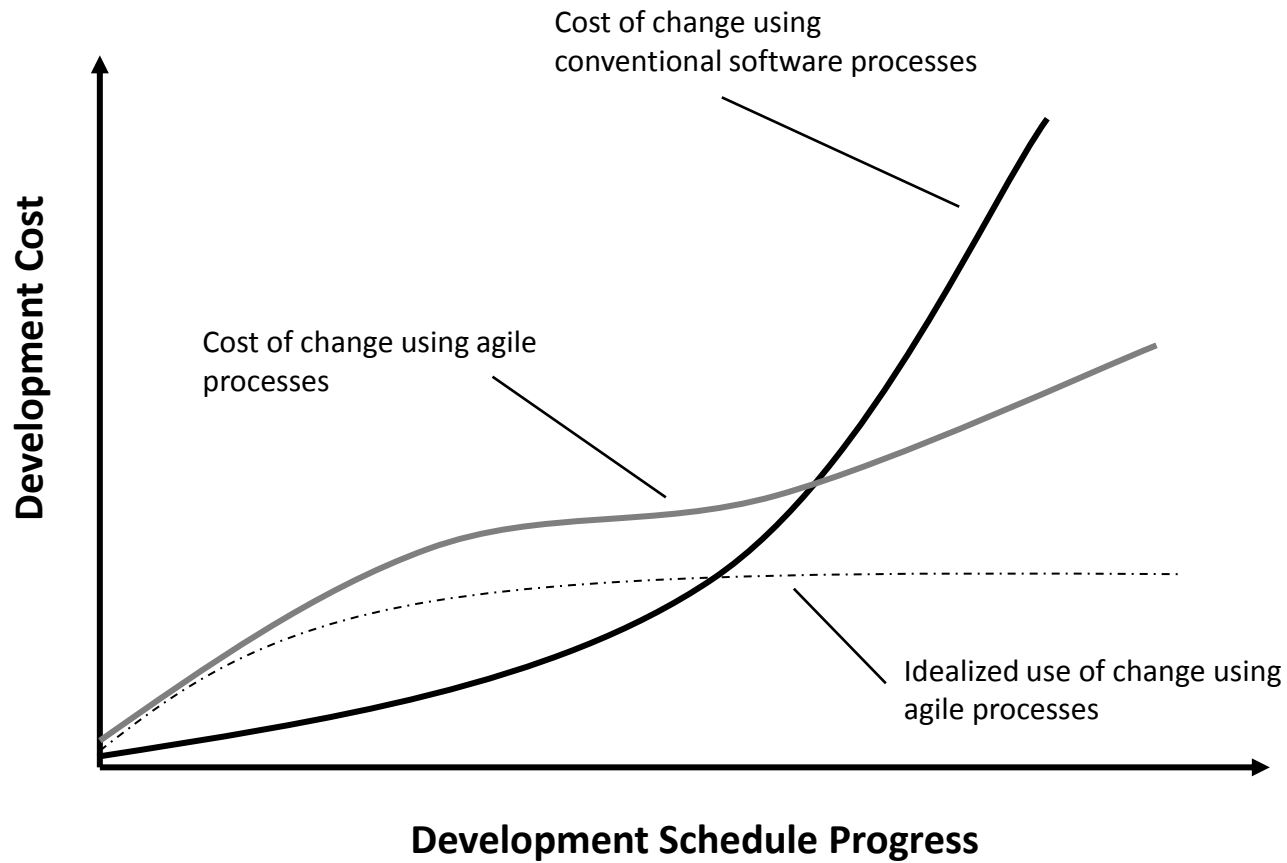 Cost of change using
conventional software processes
Development Cost
Cost of change using agile
processes
Idealized use of change using
agile processes
Development Schedule Progress